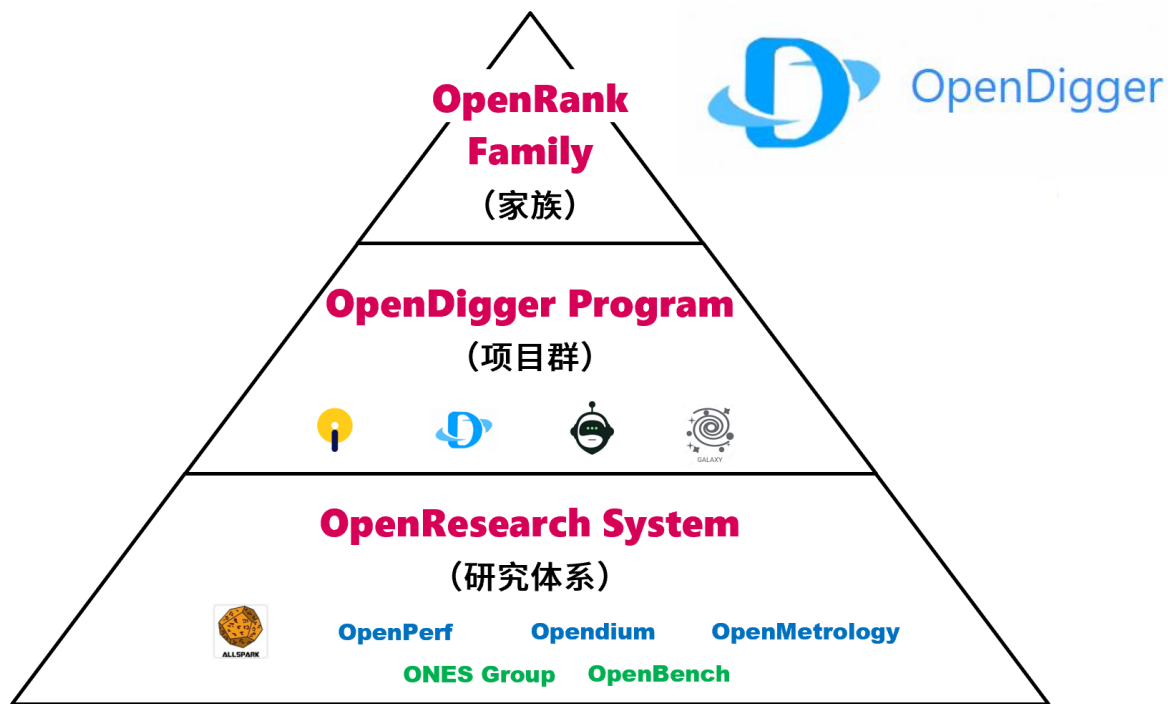 OpenDigger
OpenRank
Family
（家族）
OpenDigger Program
（项目群）
GALAXY
OpenResearch System
（研究体系）
ALLSPARK
OpenPerf
Opendium
OpenMetrology
ONES Group
OpenBench